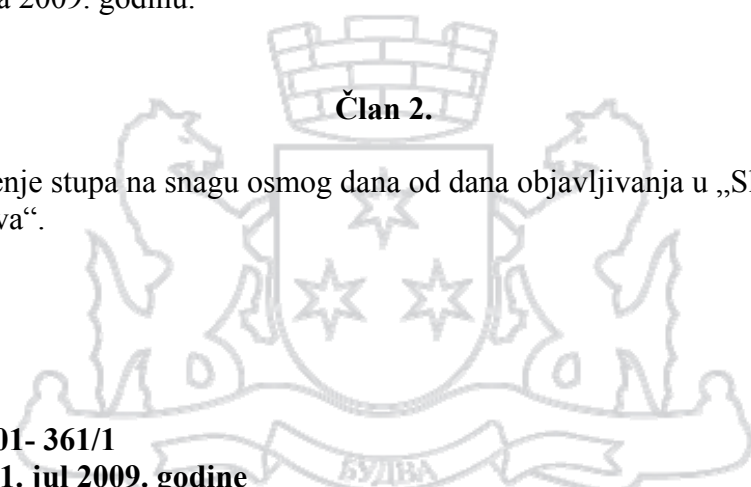 a 2009. godinu.
Član 2.
enje stupa na snagu osmog dana od dana objavljivanja u „Sl
va“.
01- 361/1
1. jul 2009. godine
БУДВА